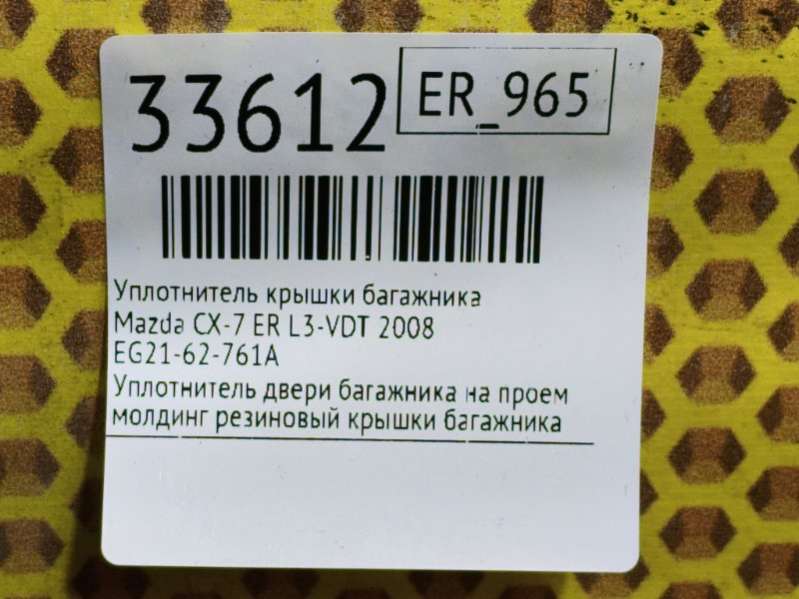 33612
ER_965
Уплотнитель крышки багажника
Mazda CX-7 ER L3-VDT 2008
EG21-62-761A
Уплотнитель двери багажника на проем
молдинг резиновый крышки багажника